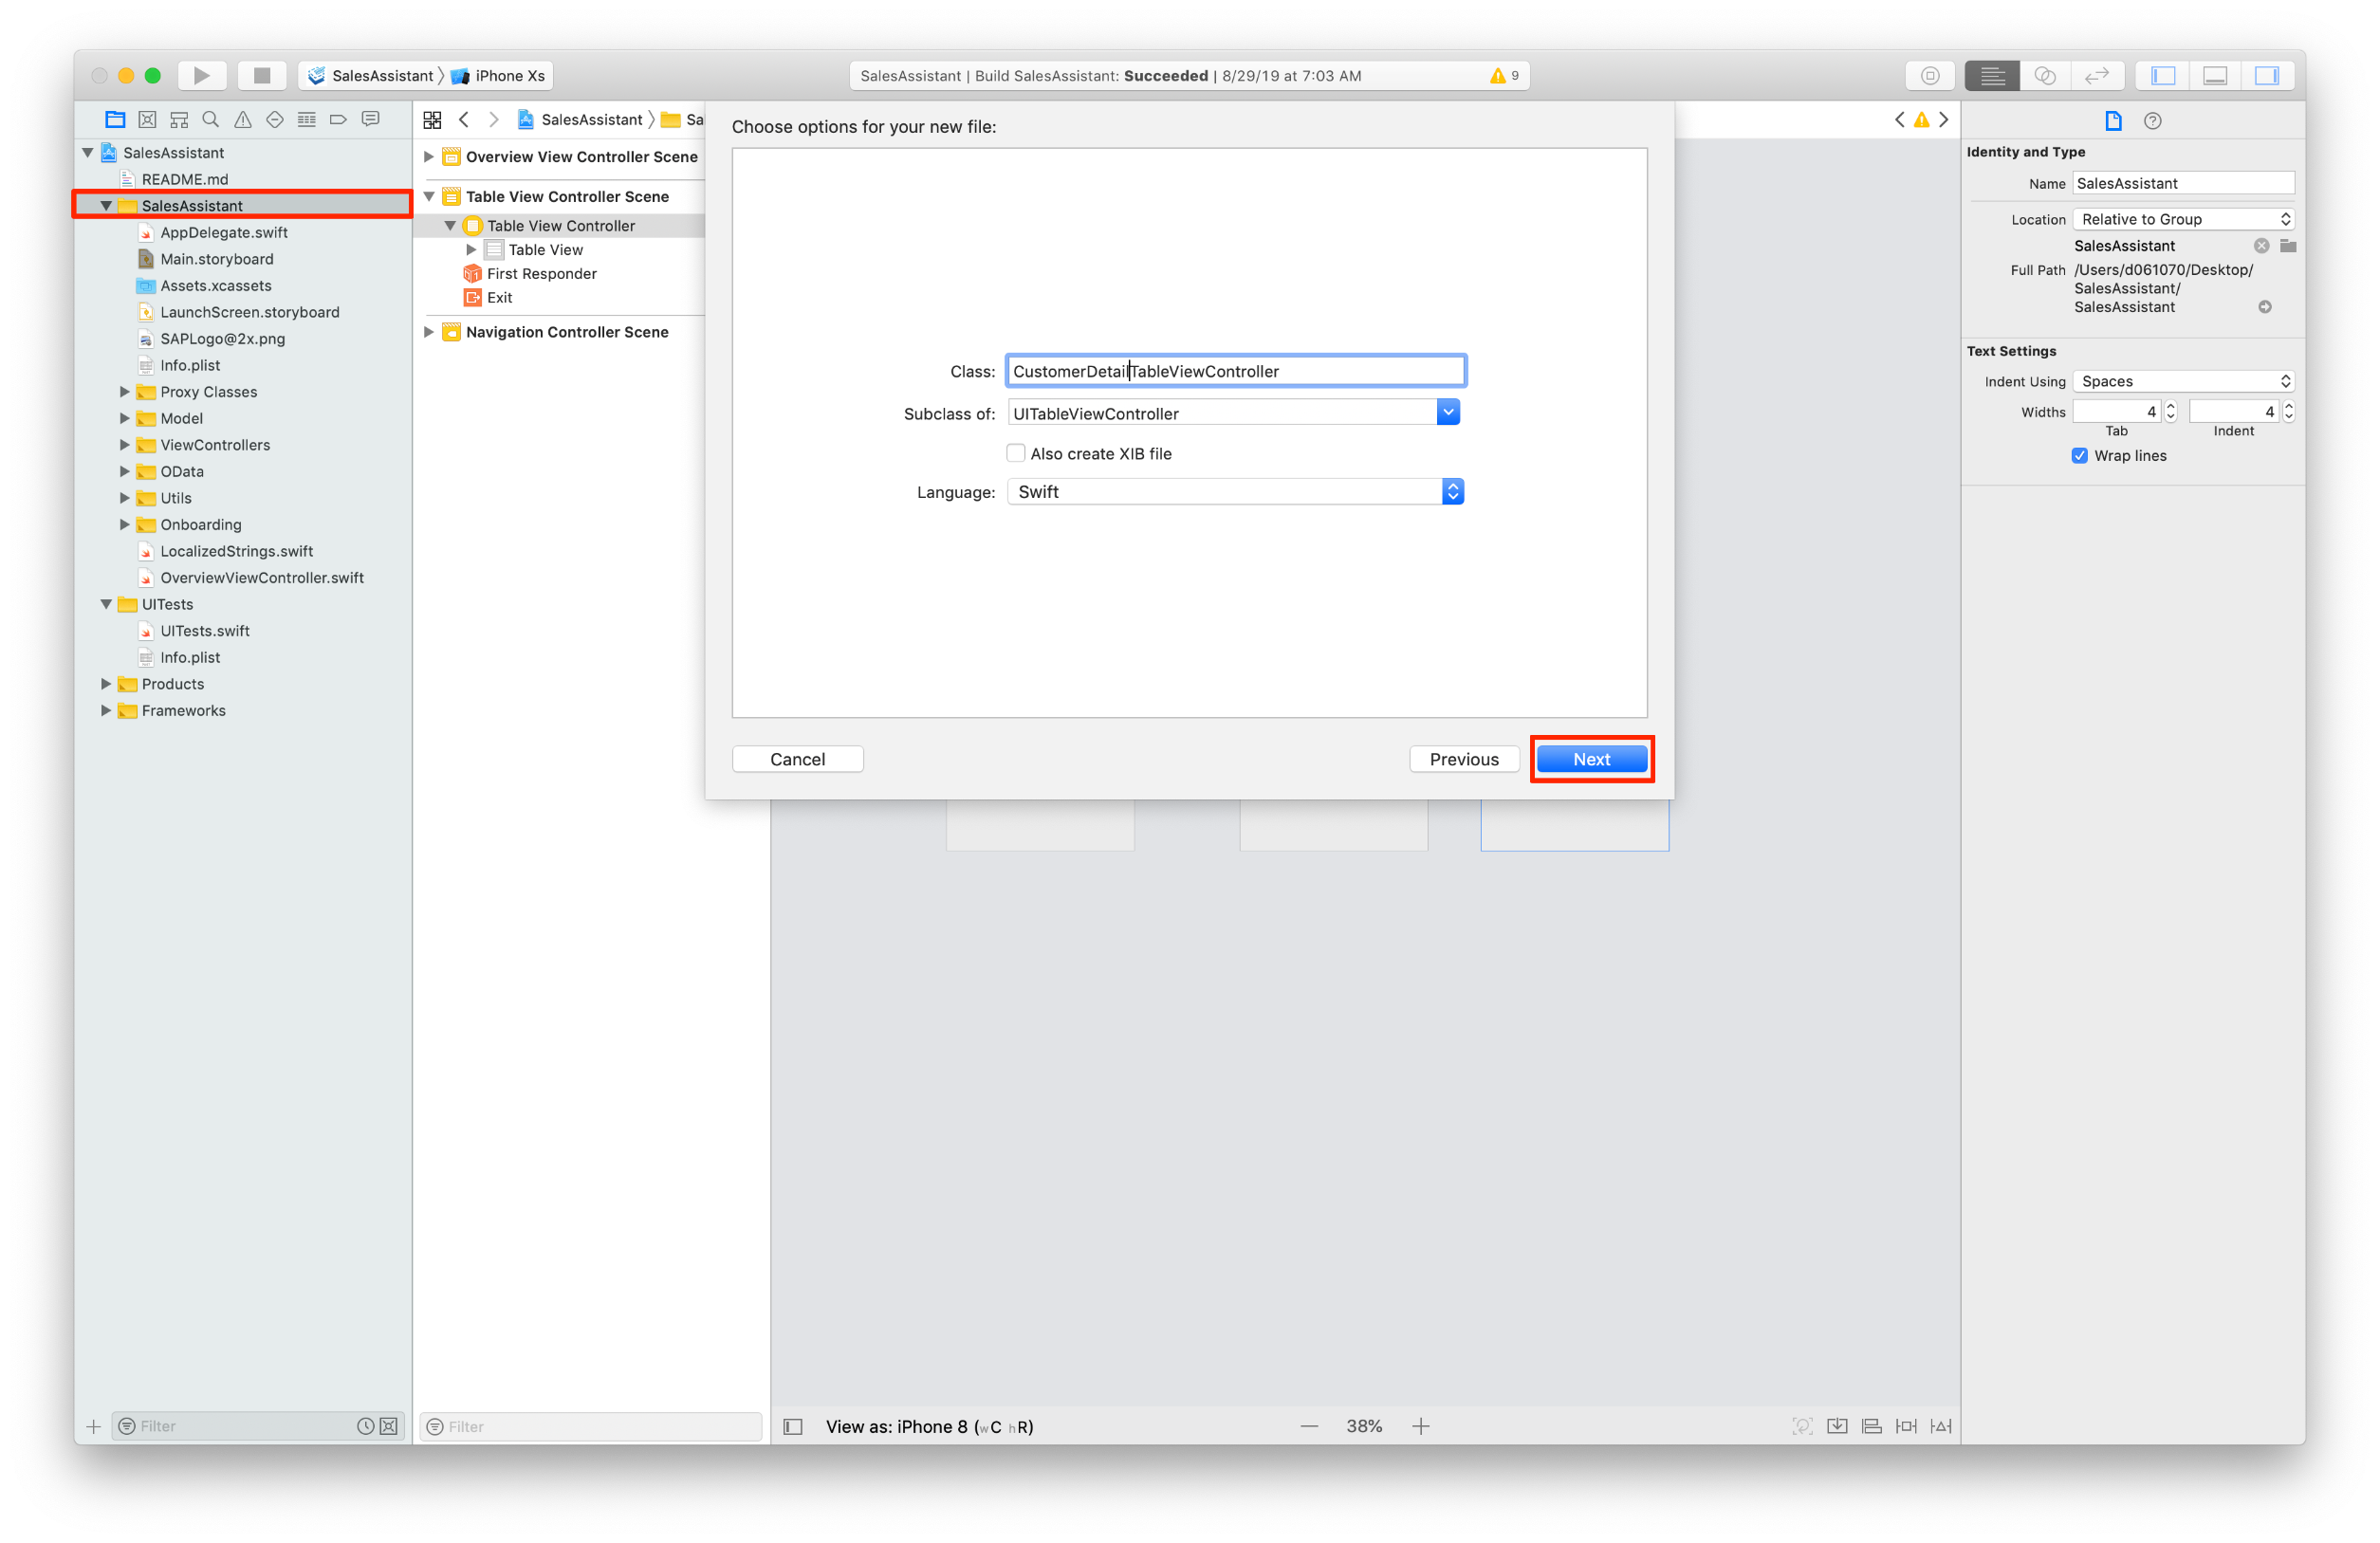 SalesAssistant 〉 iPhone Xs
SalesAssistant | Build SalesAssistant: Succeeded | 8/29/19 at 7:03 AM
9
SalesAssistant
README.md
SalesAssistant
AppDelegate.swift
Main.storyboard
Assets.xcassets
LaunchScreen.storyboard
SAPLogo@2x.png
Info.plist
Proxy Classes
Model
ViewControllers
OData
Utils
Onboarding
LocalizedStrings.swift
OverviewViewController.swift
UITests
UITests.swift
Info.plist
Products
Frameworks
Filter
SalesAssistant 〉 Sa
Overview View Controller Scene
Table View Controller Scene
Table View Controller
Table View
First Responder
Exit
Navigation Controller Scene
Filter
Choose options for your new file:
Class: CustomerDetailTableViewController
Subclass of: UITableViewController
Also create XIB file
Language: Swift
Cancel
Previous
Next
View as: iPhone 8 (wC hR)
38%
Identity and Type
Name SalesAssistant
Location Relative to Group
SalesAssistant
Full Path /Users/d061070/Desktop/
SalesAssistant/
SalesAssistant
Text Settings
Indent Using Spaces
Widths 4 4
Tab Indent
Wrap lines